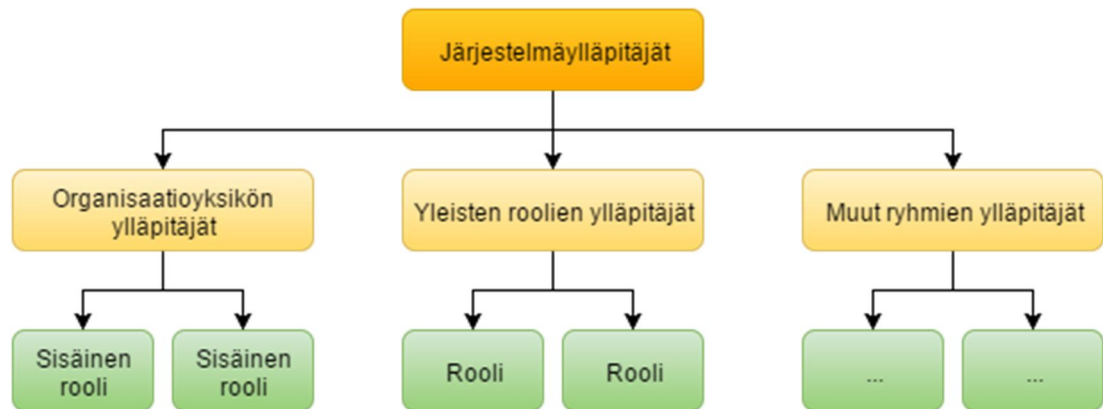 Järjestelmäylläpitäjät
Organisaatioyksikön
ylläpitäjät
Yleisten roolien ylläpitäjät
Muut ryhmien ylläpitäjät
Sisäinen
rooli
Sisäinen
rooli
Rooli
Rooli
...
...